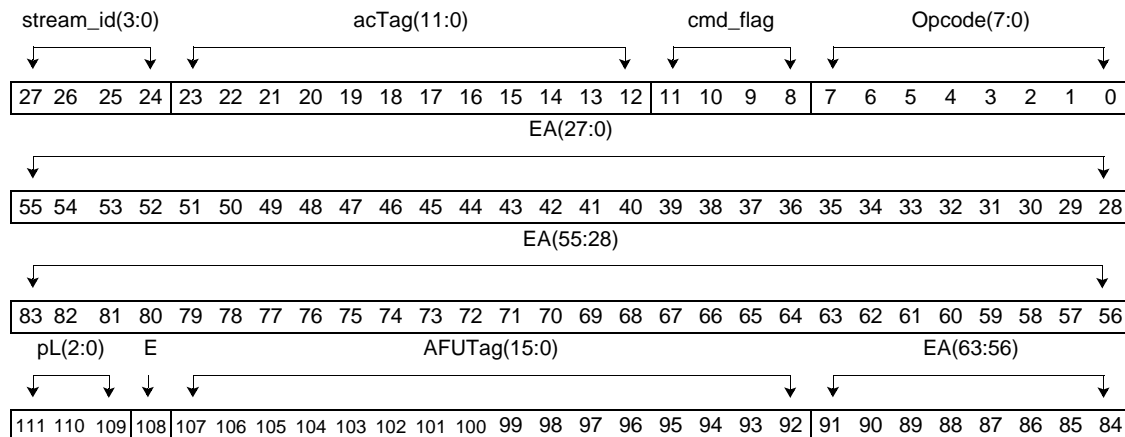 stream_id(3:0) acTag(11:0) cmd_flag Opcode(7:0)
27 26 25 24 23 22 21 20 19 18 17 16 15 14 13 12 11 10 9 8 7 6 5 4 3 2 1 0
EA(27:0)
55 54 53 52 51 50 49 48 47 46 45 44 43 42 41 40 39 38 37 36 35 34 33 32 31 30 29 28
EA(55:28)
83 82 81 80 79 78 77 76 75 74 73 72 71 70 69 68 67 66 65 64 63 62 61 60 59 58 57 56
pL(2:0) E AFUTag(15:0) EA(63:56)
111 110 109 108 107 106 105 104 103 102 101 100 99 98 97 96 95 94 93 92 91 90 89 88 87 86 85 84